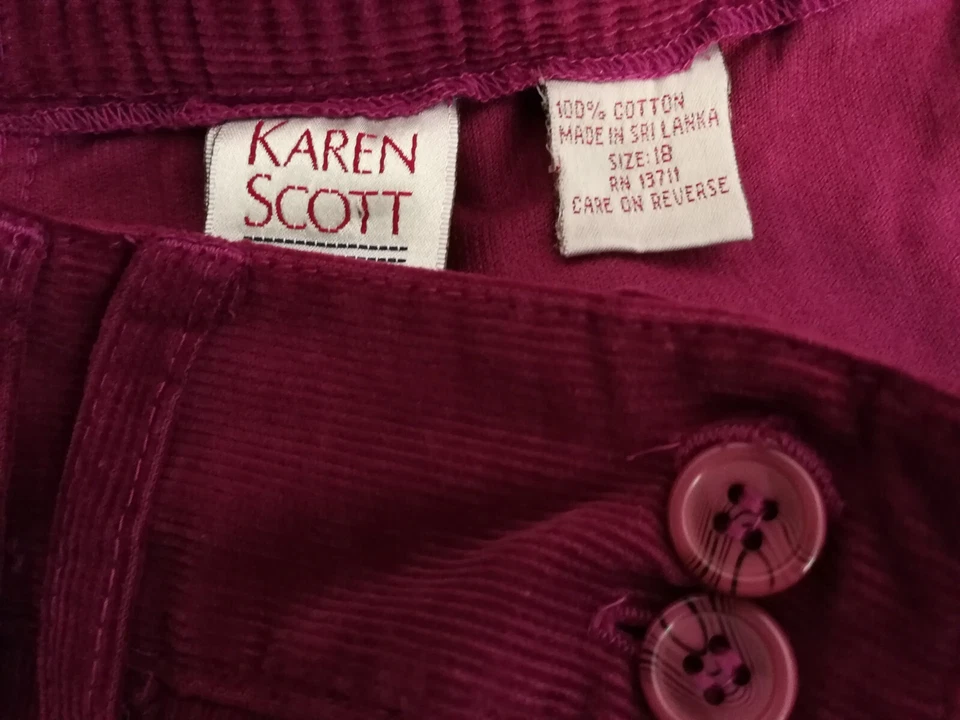 KAREN
SCOTT
100% COTTON
MADE IN SRI LANKA
SIZE: 18
RN 13711
CARE ON REVERSE